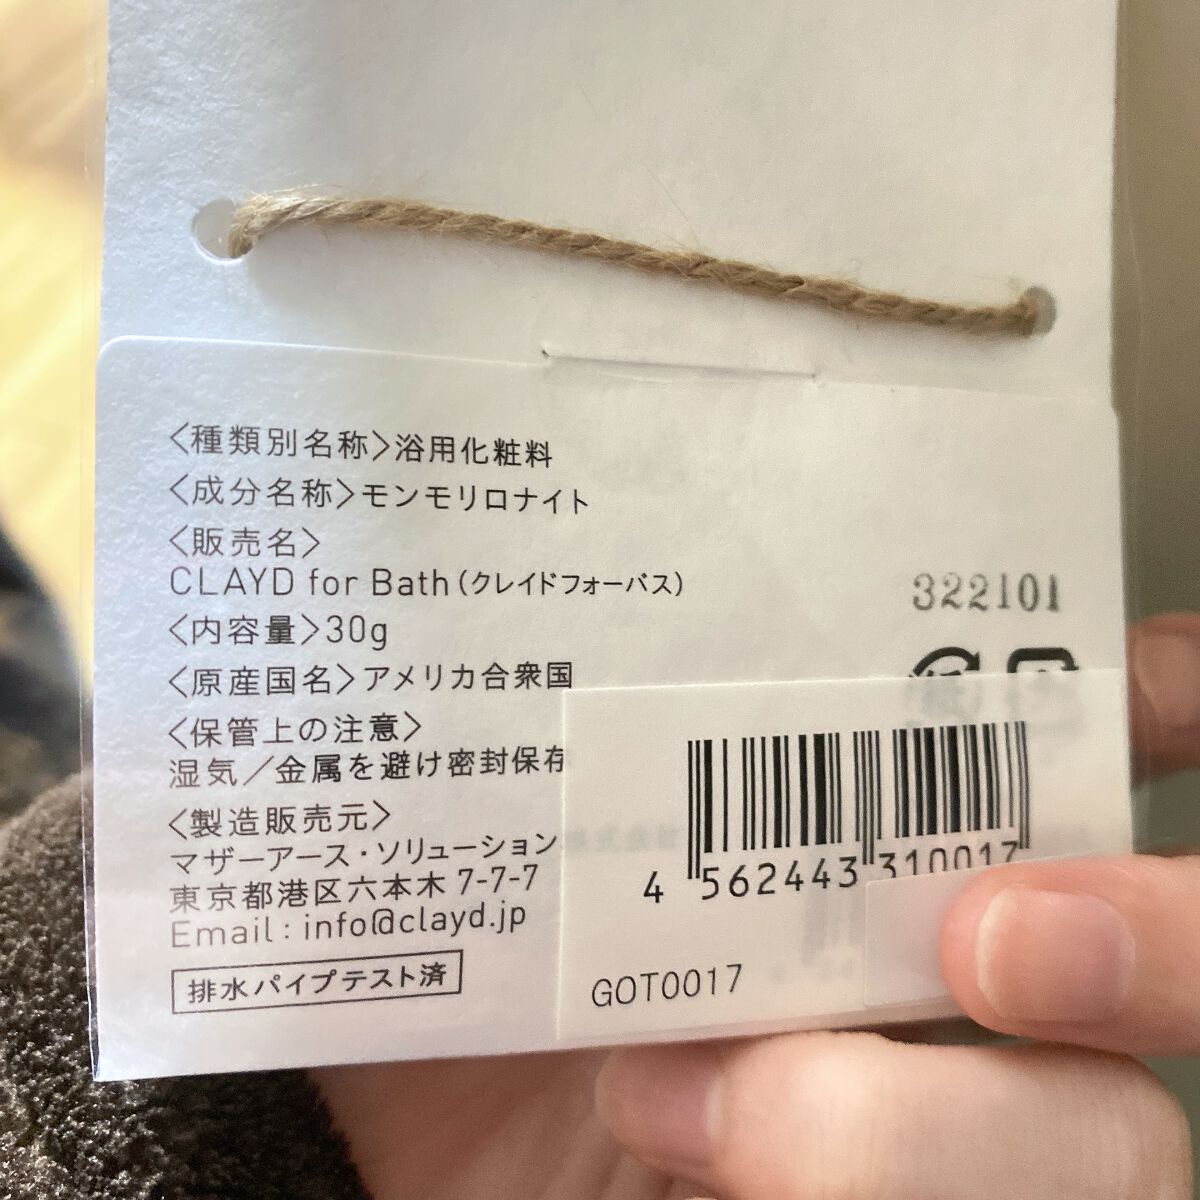 〈種類別名称〉浴用化粧料
〈成分名称〉モンモリロナイト
〈販売名〉
CLAYD for Bath（クレイドフォーバス）
〈内容量〉30g
〈原産国名〉アメリカ合衆国
〈保管上の注意〉
湿気／金属を避け密封保存
〈製造販売元〉
マザーアース・ソリューション
東京都港区六本木 7-7-7
Email : info@clayd.jp
排水パイプテスト済
322101
4 562443 310017
GOT0017